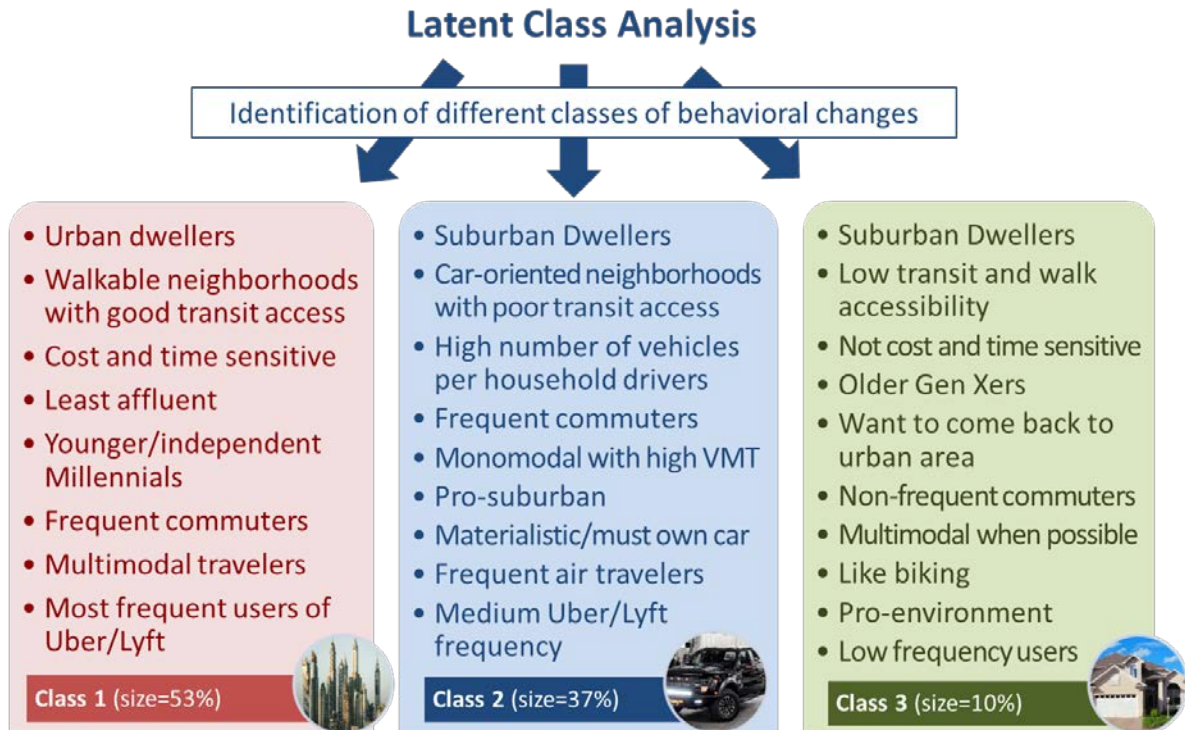 Latent Class Analysis
Identification of different classes of behavioral changes
• Urban dwellers
• Walkable neighborhoods
with good transit access
• Cost and time sensitive
• Least affluent
• Younger/independent
Millennials
• Frequent commuters
• Multimodal travelers
• Most frequent users of
Uber/Lyft
Class 1 (size=53%)
• Suburban Dwellers
• Car-oriented neighborhoods
with poor transit access
• High number of vehicles
per household drivers
• Frequent commuters
• Monomodal with high VMT
• Pro-suburban
• Materialistic/must own car
• Frequent air travelers
• Medium Uber/Lyft
frequency
Class 2 (size=37%)
• Suburban Dwellers
• Low transit and walk
accessibility
• Not cost and time sensitive
• Older Gen Xers
• Want to come back to
urban area
• Non-frequent commuters
• Multimodal when possible
• Like biking
• Pro-environment
• Low frequency users
Class 3 (size=10%)